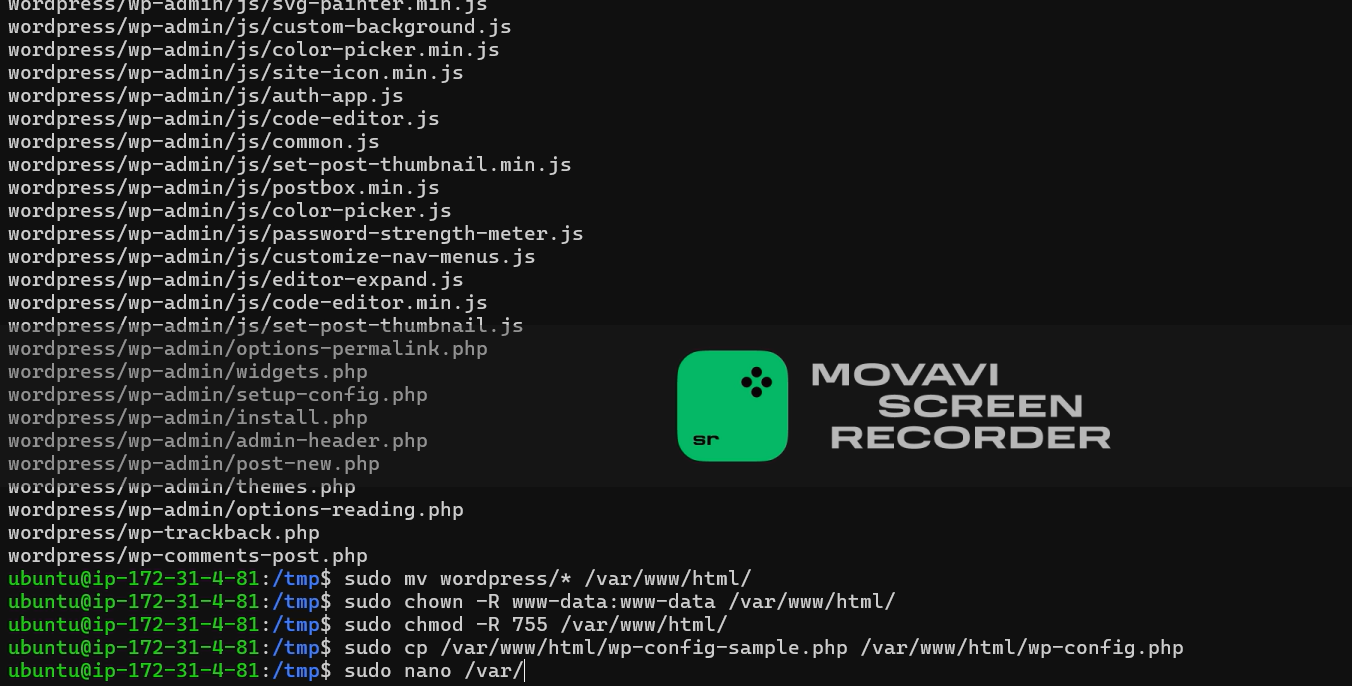 wordpress/wp-admin/js/svg-painter.min.js
wordpress/wp-admin/js/custom-background.js
wordpress/wp-admin/js/color-picker.min.js
wordpress/wp-admin/js/site-icon.min.js
wordpress/wp-admin/js/auth-app.js
wordpress/wp-admin/js/code-editor.js
wordpress/wp-admin/js/common.js
wordpress/wp-admin/js/set-post-thumbnail.min.js
wordpress/wp-admin/js/postbox.min.js
wordpress/wp-admin/js/color-picker.js
wordpress/wp-admin/js/password-strength-meter.js
wordpress/wp-admin/js/customize-nav-menus.js
wordpress/wp-admin/js/editor-expand.js
wordpress/wp-admin/js/code-editor.min.js
wordpress/wp-admin/js/set-post-thumbnail.js
wordpress/wp-admin/options-permalink.php
wordpress/wp-admin/widgets.php
wordpress/wp-admin/setup-config.php
wordpress/wp-admin/install.php
wordpress/wp-admin/admin-header.php
wordpress/wp-admin/post-new.php
wordpress/wp-admin/themes.php
wordpress/wp-admin/options-reading.php
wordpress/wp-trackback.php
wordpress/wp-comments-post.php
ubuntu@ip-172-31-4-81:/tmp$ sudo mv wordpress/* /var/www/html/
ubuntu@ip-172-31-4-81:/tmp$ sudo chown -R www-data:www-data /var/www/html/
ubuntu@ip-172-31-4-81:/tmp$ sudo chmod -R 755 /var/www/html/
ubuntu@ip-172-31-4-81:/tmp$ sudo cp /var/www/html/wp-config-sample.php /var/www/html/wp-config.php
ubuntu@ip-172-31-4-81:/tmp$ sudo nano /var/
sr
MOVAVI
SCREEN
RECORDER